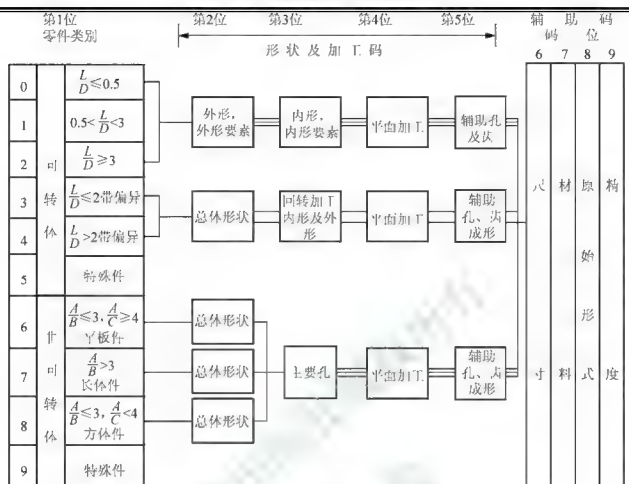 第1位
零件类别
第2位
第3位
第4位
第5位
形状及加工码
辅助码
码位
6 7 8 9
0
L/D≤0.5
1
0.5<L/D<3
2
L/D≥3
3
L/D≤2带偏异
4
L/D>2带偏异
5
特殊件
6
A/B≤3, A/C≥4
平板件
7
A/B>3
长体件
8
A/B≤3, A/C<4
方体件
9
特殊件
回转体
非回转体
外形,
外形要素
内形,
内形要素
平面加工
辅助孔
及齿
总体形状
回转加工
内形及外
形
平面加工
辅助
孔、齿
成形
总体形状
总体形状
总体形状
主要孔
平面加工
辅助
孔、齿
成形
尺寸
材料
原始形式
精度